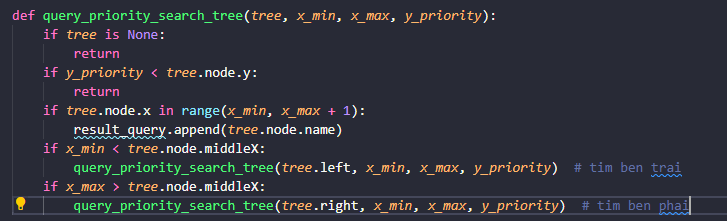 def query_priority_search_tree(tree, x_min, x_max, y_priority):
    if tree is None:
        return
    if y_priority < tree.node.y:
        return
    if tree.node.x in range(x_min, x_max + 1):
        result_query.append(tree.node.name)
    if x_min < tree.node.middleX:
        query_priority_search_tree(tree.left, x_min, x_max, y_priority)  # tim ben trai
    if x_max > tree.node.middleX:
        query_priority_search_tree(tree.right, x_min, x_max, y_priority)  # tim ben phai